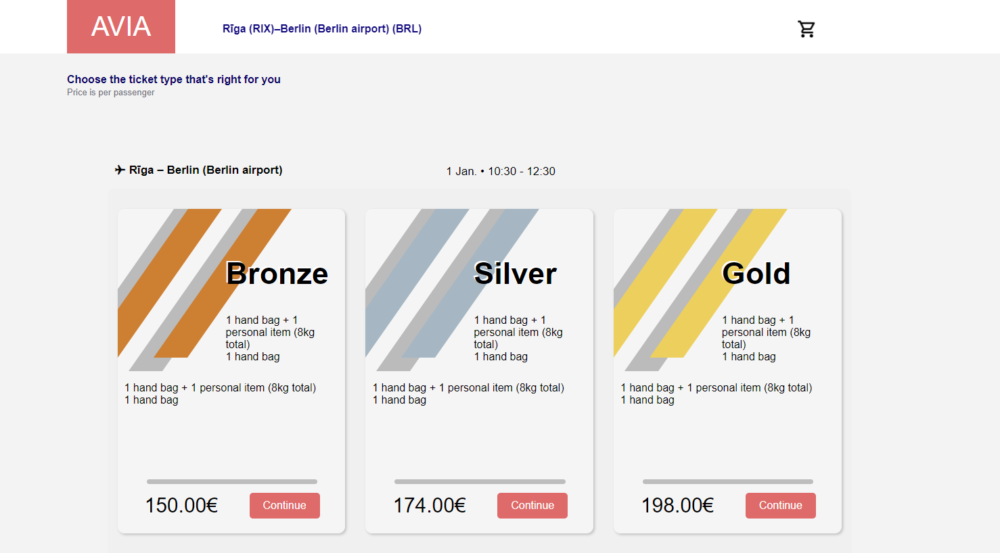 AVIA
Rīga (RIX)–Berlin (Berlin airport) (BRL)
Choose the ticket type that's right for you
Price is per passenger
Rīga – Berlin (Berlin airport)
1 Jan. • 10:30 - 12:30
Bronze
1 hand bag + 1
personal item (8kg
total)
1 hand bag
1 hand bag + 1 personal item (8kg total)
1 hand bag
150.00€
Continue
Silver
1 hand bag + 1
personal item (8kg
total)
1 hand bag
1 hand bag + 1 personal item (8kg total)
1 hand bag
174.00€
Continue
Gold
1 hand bag + 1
personal item (8kg
total)
1 hand bag
1 hand bag + 1 personal item (8kg total)
1 hand bag
198.00€
Continue